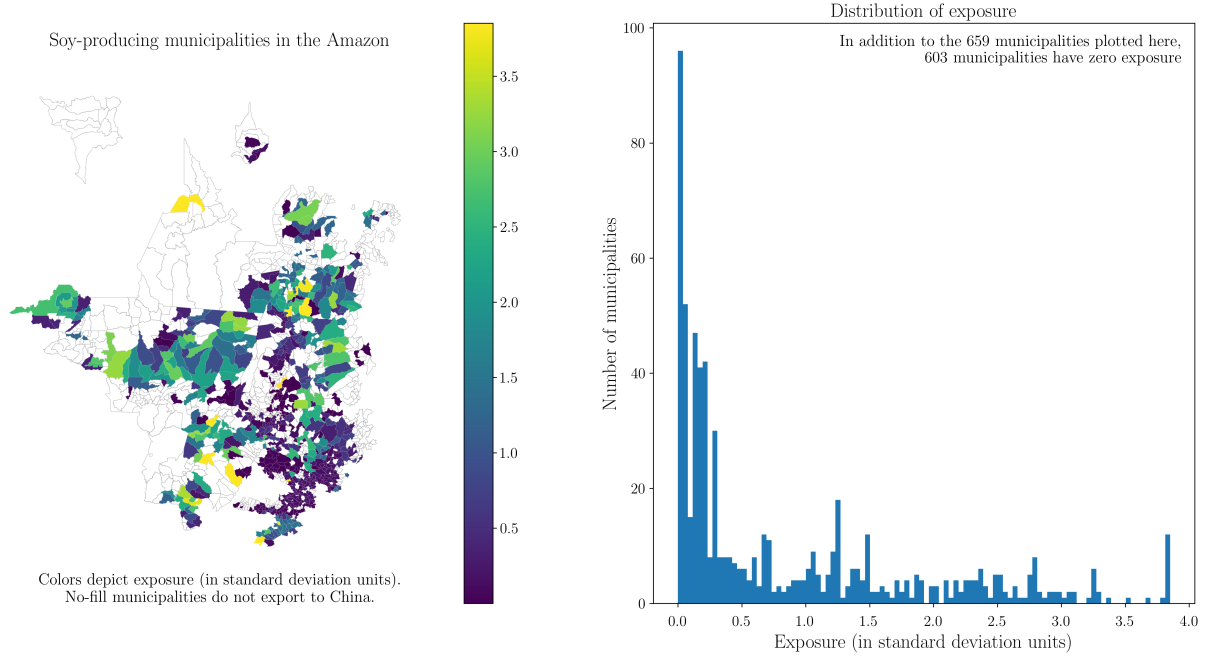 Soy-producing municipalities in the Amazon
3.5
3.0
2.5
2.0
1.5
1.0
0.5
Colors depict exposure (in standard deviation units).
No-fill municipalities do not export to China.
Distribution of exposure
In addition to the 659 municipalities plotted here,
603 municipalities have zero exposure
Number of municipalities
100
80
60
40
20
0
0.0 0.5 1.0 1.5 2.0 2.5 3.0 3.5 4.0
Exposure (in standard deviation units)